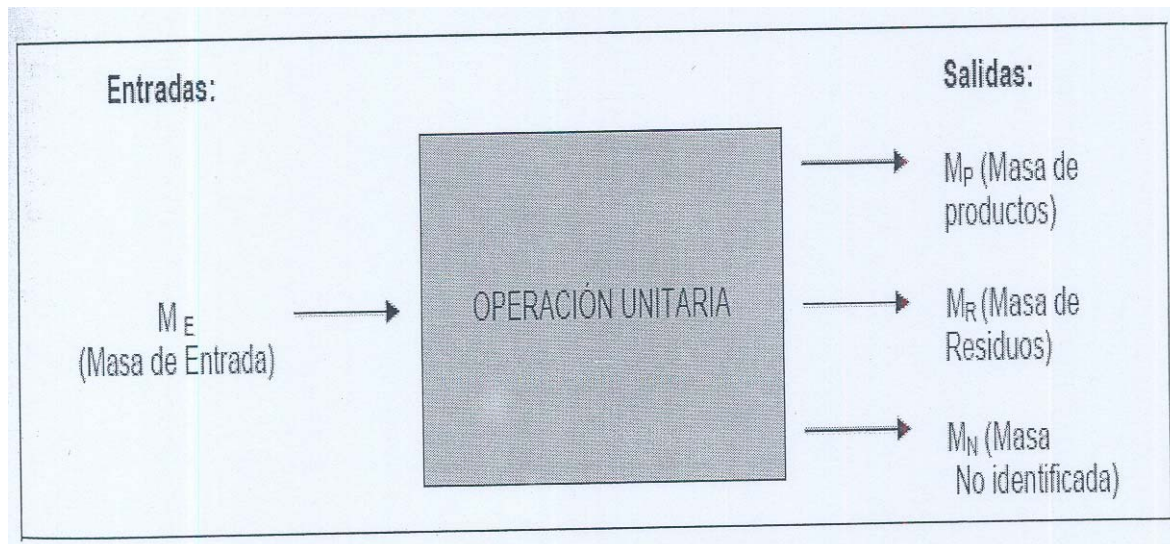 Entradas:
M E
(Masa de Entrada)
OPERACIÓN UNITARIA
Salidas:
MP (Masa de
productos)
MR (Masa de
Residuos)
MN (Masa
No identificada)